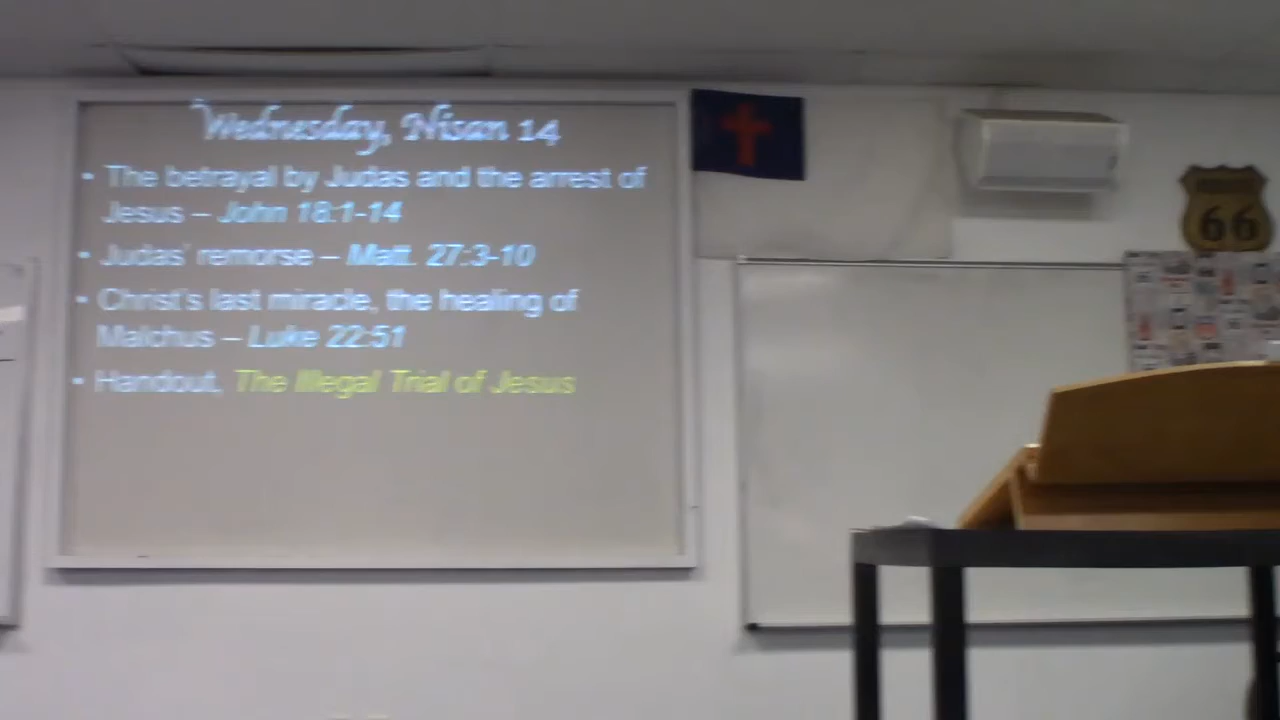 Wednesday, Nisan 14
• The betrayal by Judas and the arrest of
Jesus – John 18:1-14
• Judas' remorse – Matt. 27:3-10
• Christ's last miracle, the healing of
Malchus – Luke 22:51
• Handout, The Illegal Trial of Jesus
66